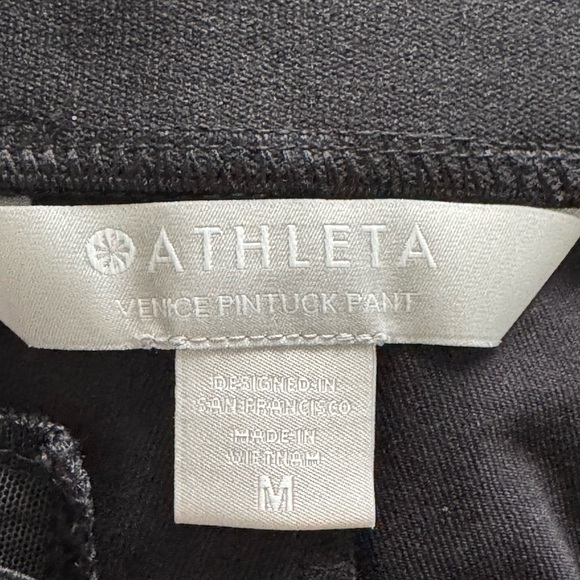 ATHLETA
VENICE PINTUCK PANT
DESIGNED IN
SAN FRANCISCO
MADE IN
VIETNAM
M